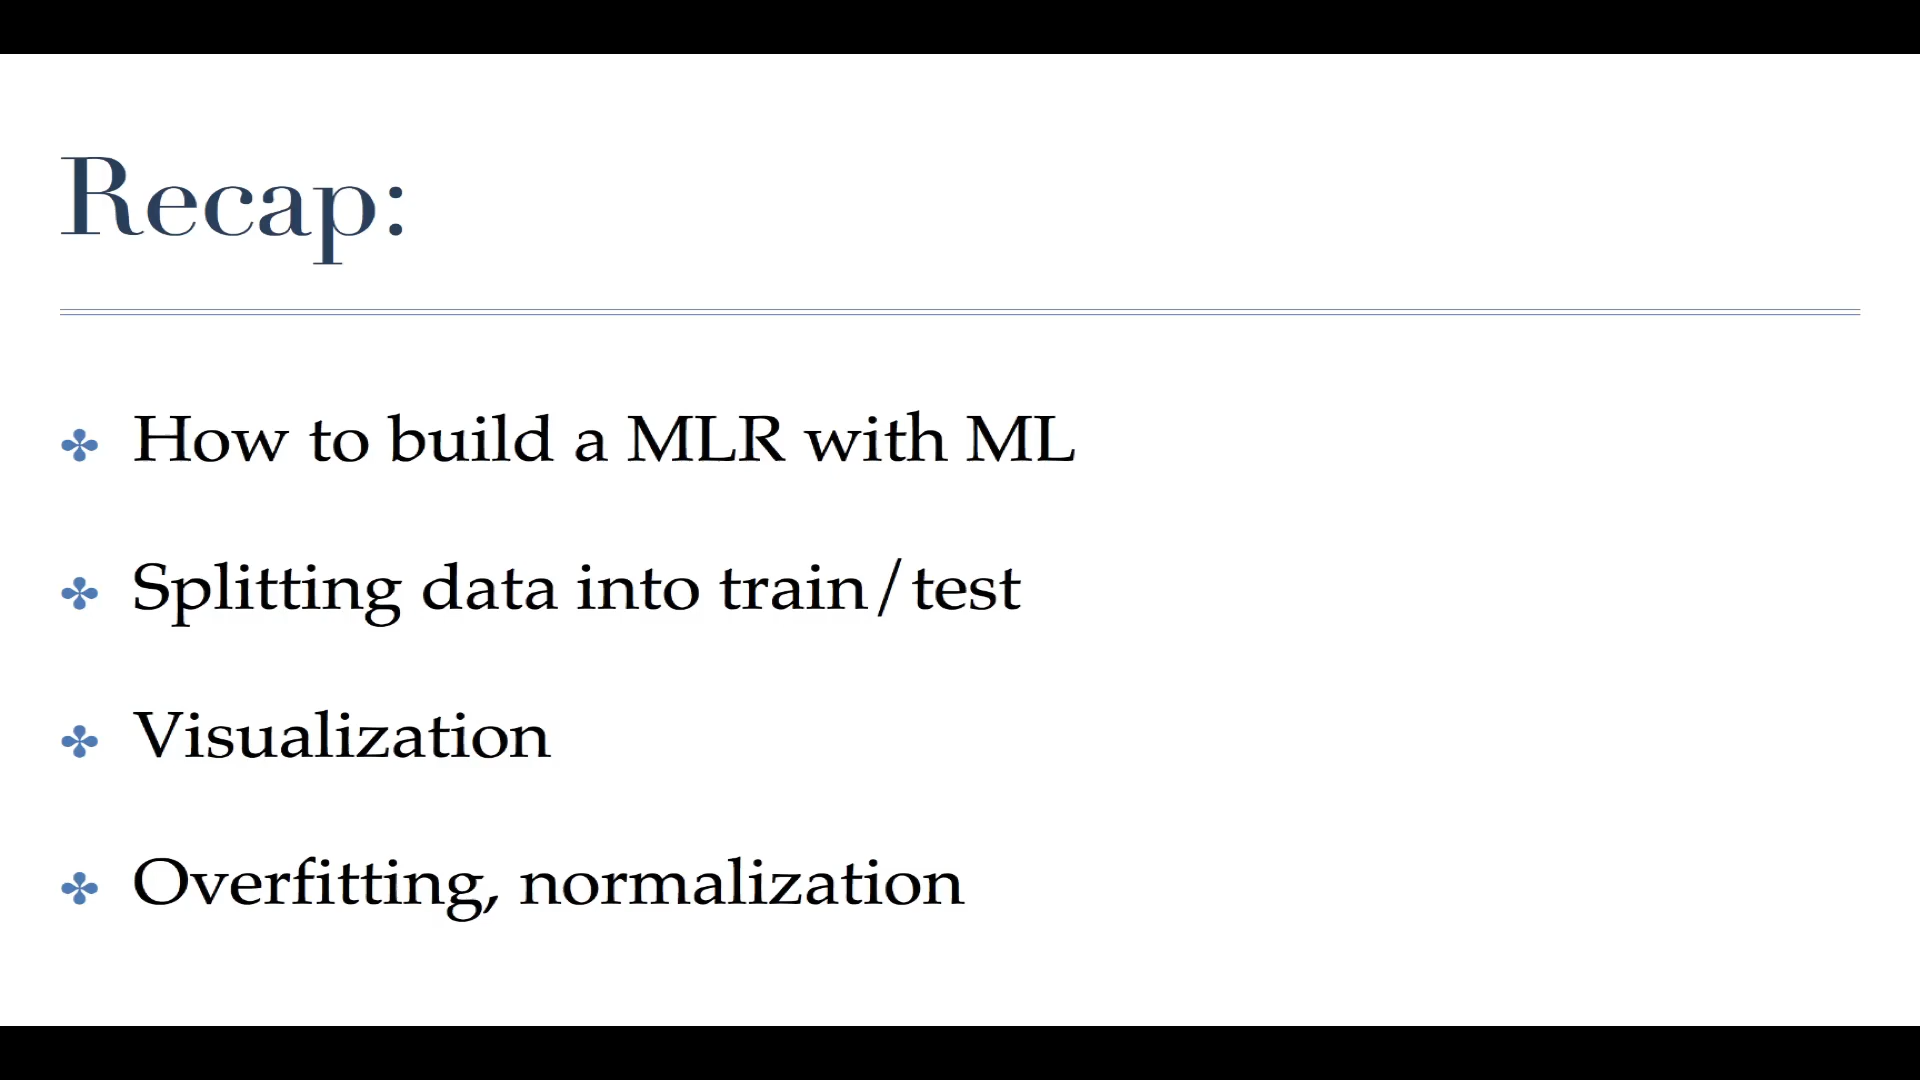 Recap:
How to build a MLR with ML
Splitting data into train/test
Visualization
Overfitting, normalization